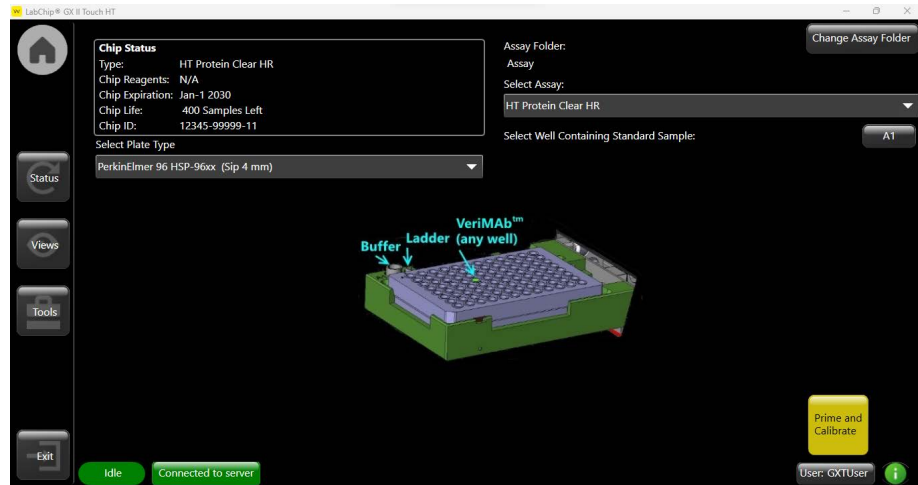 LabChip® GX II Touch HT
Chip Status
Type: HT Protein Clear HR
Chip Reagents: N/A
Chip Expiration: Jan-1 2030
Chip Life: 400 Samples Left
Chip ID: 12345-99999-11
Select Plate Type
PerkinElmer 96 HSP-96xx (Sip 4 mm)
Assay Folder:
Assay
Change Assay Folder
Select Assay:
HT Protein Clear HR
Select Well Containing Standard Sample:
A1
Status
Views
Tools
Exit
Buffer
Ladder
VeriMAb™
(any well)
Prime and
Calibrate
Idle
Connected to server
User: GXTUser
i